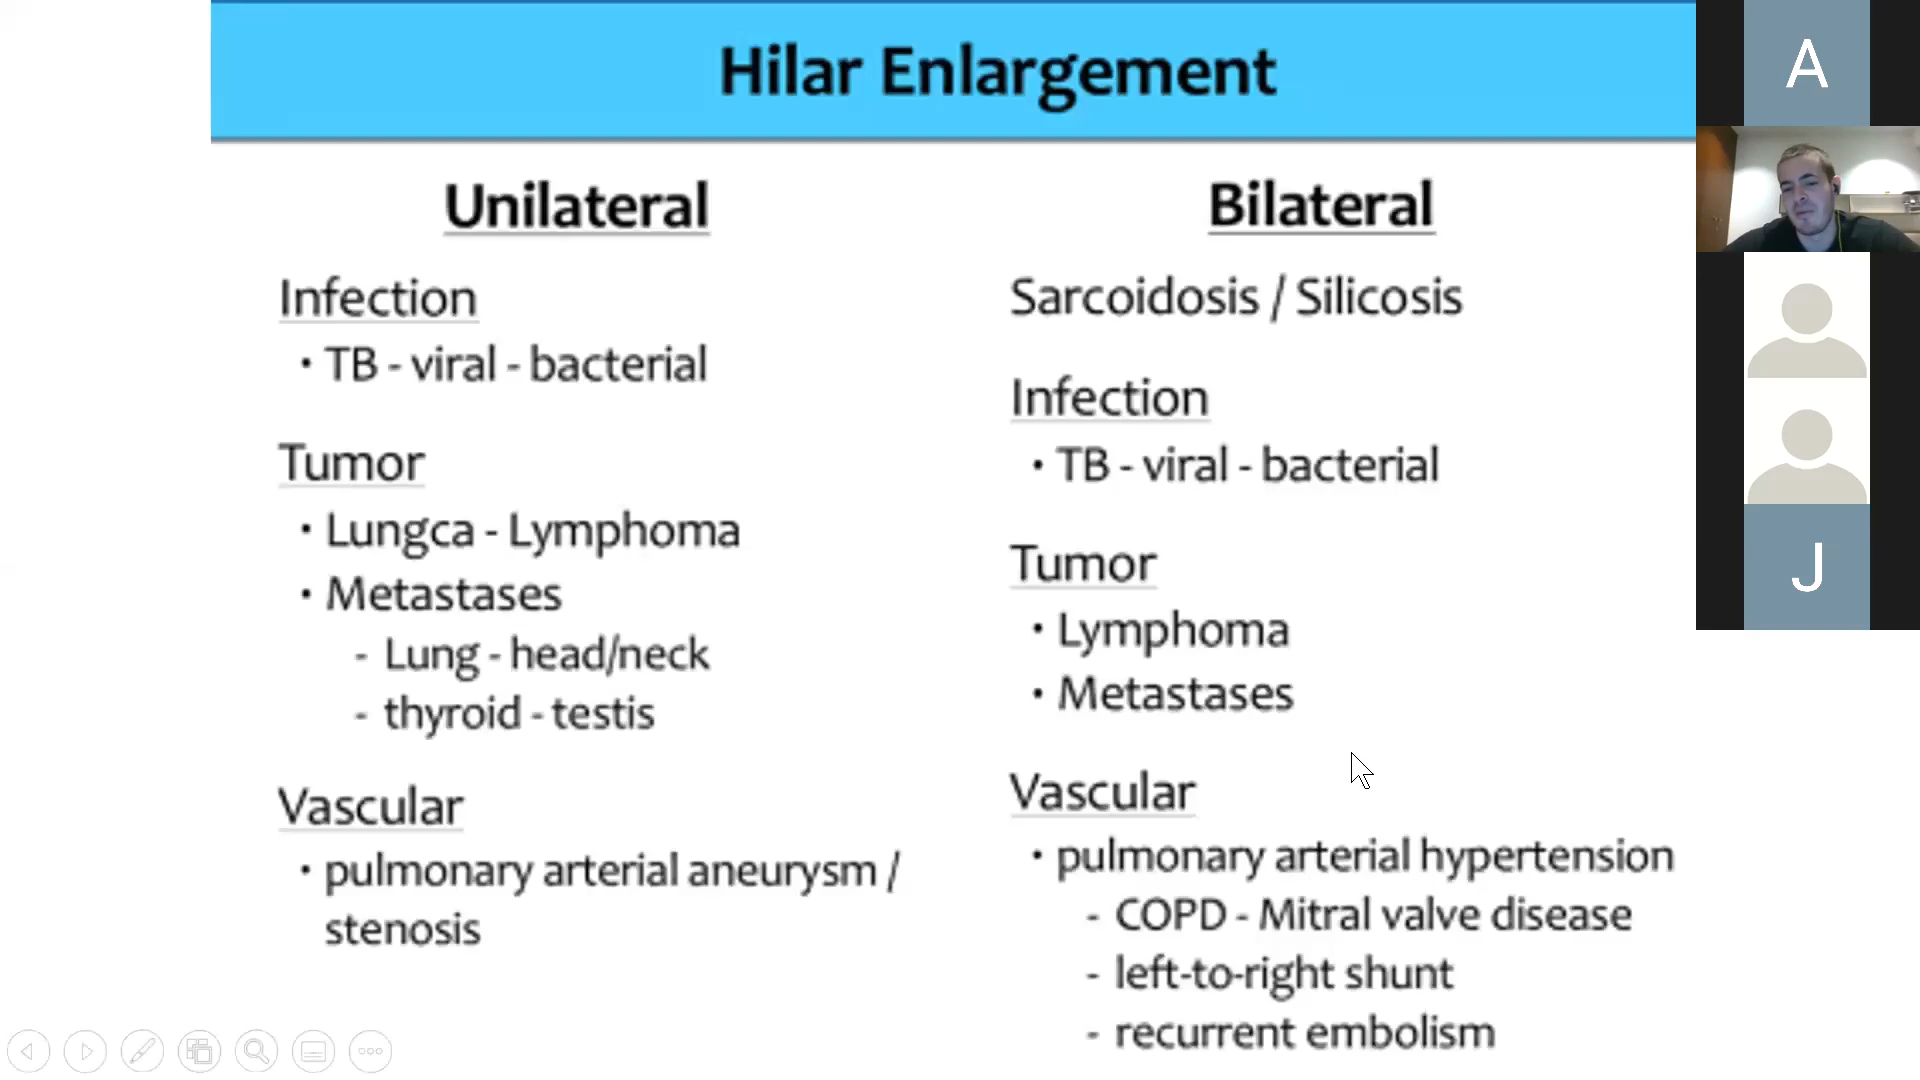 Hilar Enlargement
Unilateral
Infection
• TB - viral - bacterial
Tumor
• Lungca - Lymphoma
• Metastases
- Lung - head/neck
- thyroid - testis
Vascular
• pulmonary arterial aneurysm /
stenosis
Bilateral
Sarcoidosis / Silicosis
Infection
• TB - viral - bacterial
Tumor
• Lymphoma
• Metastases
Vascular
• pulmonary arterial hypertension
- COPD - Mitral valve disease
- left-to-right shunt
- recurrent embolism
A
J